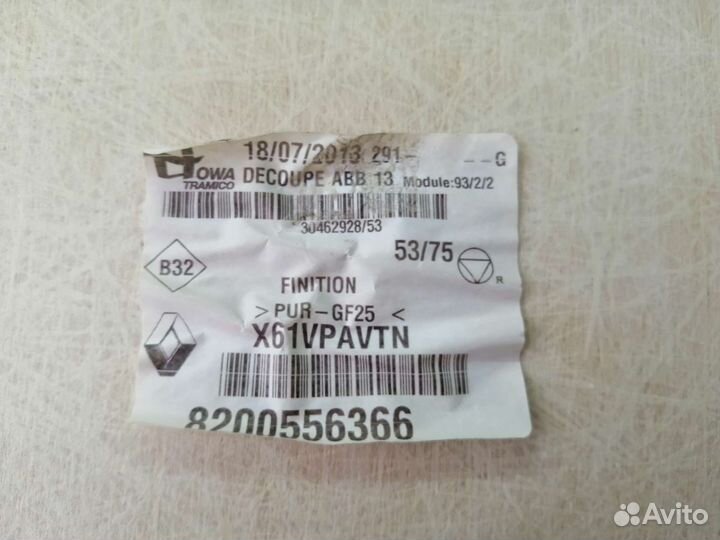 18/07/2013 291- --G
TOWA
TRAMICO
DECOUPE ABB 13 Module:93/2/2
30462928/53
53/75
B32
R
FINITION
>PUR-GF25<
X61VPAVTN
8200556366
Avito